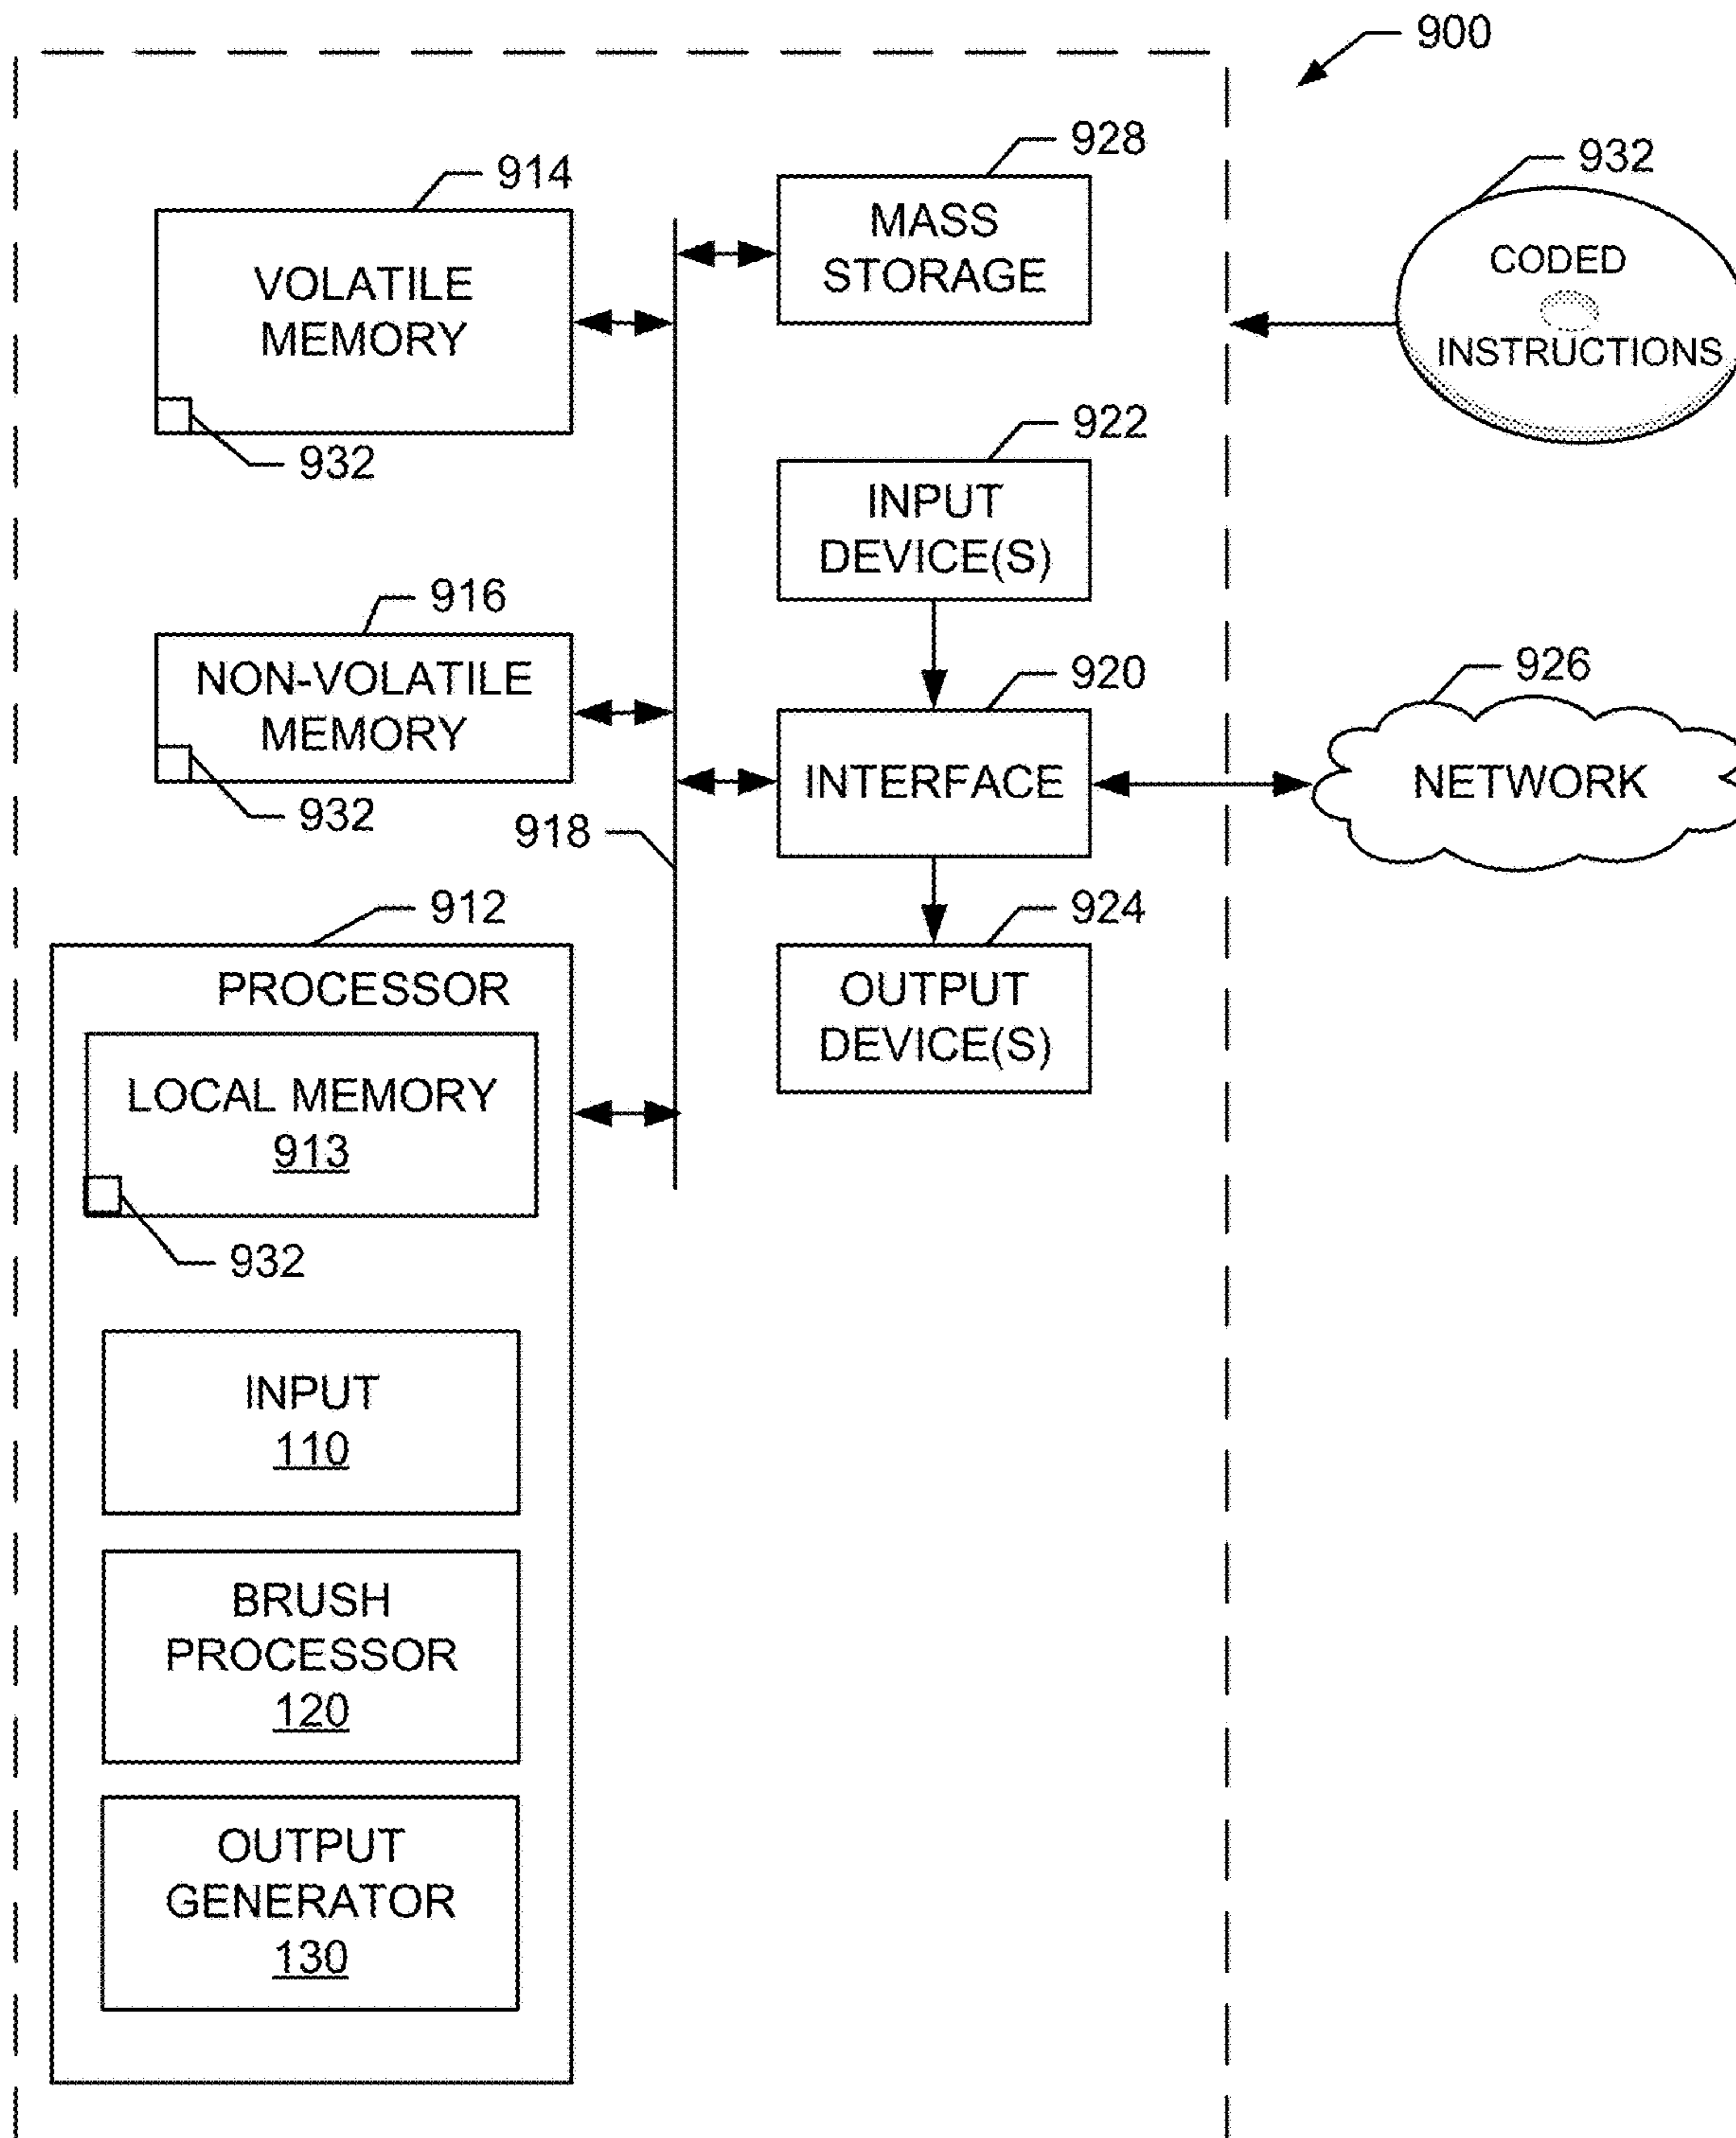 900
928
914
932
MASS
STORAGE
VOLATILE
MEMORY
CODED
INSTRUCTIONS
932
922
INPUT
DEVICE(S)
916
NON-VOLATILE
MEMORY
932
918
920
INTERFACE
926
NETWORK
912
924
OUTPUT
DEVICE(S)
PROCESSOR
LOCAL MEMORY
913
932
INPUT
110
BRUSH
PROCESSOR
120
OUTPUT
GENERATOR
130